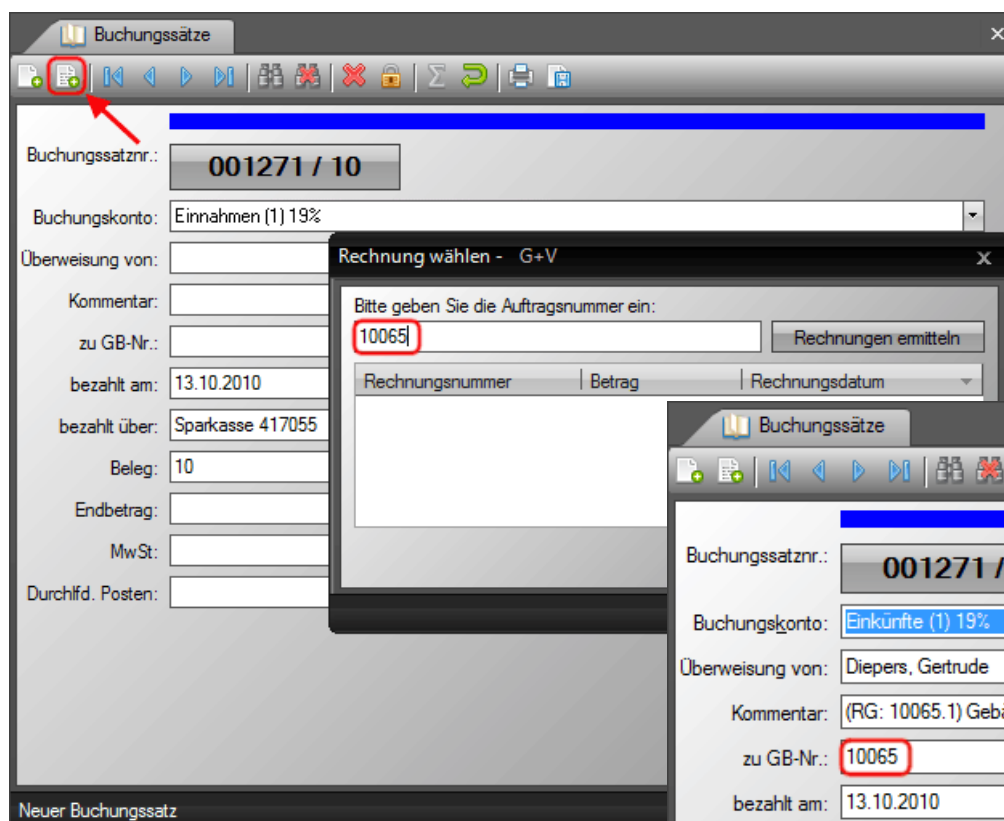 Buchungssätze
Buchungssatznr.: 001271 / 10
Buchungskonto: Einnahmen (1) 19%
Überweisung von:
Kommentar:
zu GB-Nr.:
bezahlt am: 13.10.2010
bezahlt über: Sparkasse 417055
Beleg: 10
Endbetrag:
MwSt:
Durchlfd. Posten:
Neuer Buchungssatz
Rechnung wählen - G+V
Bitte geben Sie die Auftragsnummer ein:
10065 Rechnungen ermitteln
Rechnungsnummer Betrag Rechnungsdatum
Buchungssätze
Buchungssatznr.: 001271 /
Buchungskonto: Einkünfte (1) 19%
Überweisung von: Diepers, Gertrude
Kommentar: (RG: 10065.1) Gebä
zu GB-Nr.: 10065
bezahlt am: 13.10.2010